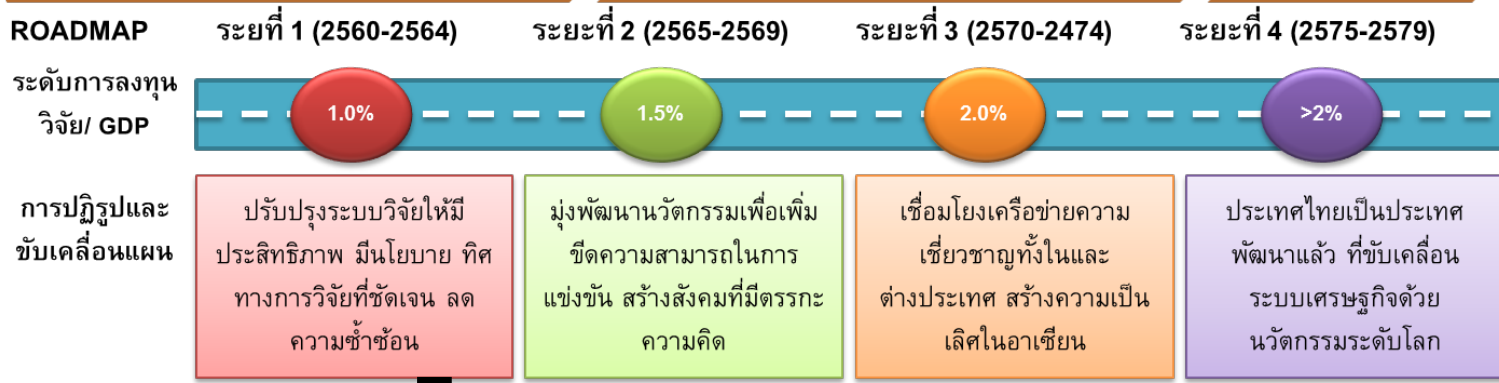 ROADMAP
ระยที่ 1 (2560-2564)
ระยะที่ 2 (2565-2569)
ระยะที่ 3 (2570-2474)
ระยะที่ 4 (2575-2579)
ระดับการลงทุน
วิจัย/ GDP
1.0%
1.5%
2.0%
>2%
การปฏิรูปและ
ขับเคลื่อนแผน
ปรับปรุงระบบวิจัยให้มี
ประสิทธิภาพ มีนโยบาย ทิศ
ทางการวิจัยที่ชัดเจน ลด
ความซ้ำซ้อน
มุ่งพัฒนานวัตกรรมเพื่อเพิ่ม
ขีดความสามารถในการ
แข่งขัน สร้างสังคมที่มีตรรกะ
ความคิด
เชื่อมโยงเครือข่ายความ
เชี่ยวชาญทั้งในและ
ต่างประเทศ สร้างความเป็น
เลิศในอาเซียน
ประเทศไทยเป็นประเทศ
พัฒนาแล้ว ที่ขับเคลื่อน
ระบบเศรษฐกิจด้วย
นวัตกรรมระดับโลก